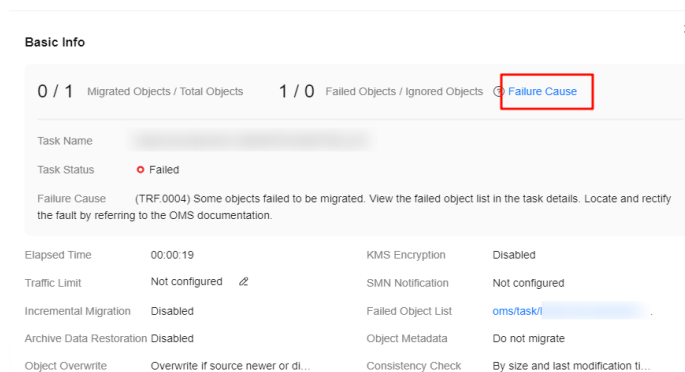 Basic Info
0 / 1 Migrated Objects / Total Objects 1 / 0 Failed Objects / Ignored Objects ? Failure Cause
Task Name
Task Status Failed
Failure Cause (TRF.0004) Some objects failed to be migrated. View the failed object list in the task details. Locate and rectify
the fault by referring to the OMS documentation.
Elapsed Time 00:00:19 KMS Encryption Disabled
Traffic Limit Not configured SMN Notification Not configured
Incremental Migration Disabled Failed Object List oms/task/
Archive Data Restoration Disabled Object Metadata Do not migrate
Object Overwrite Overwrite if source newer or di... Consistency Check By size and last modification ti...